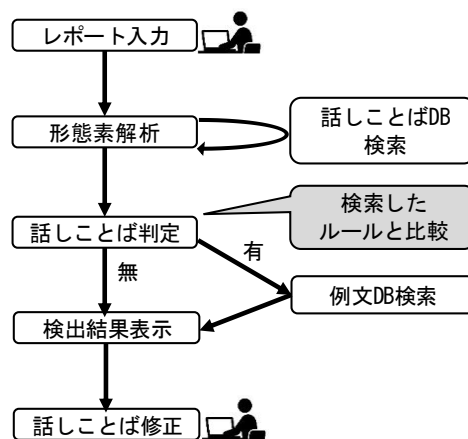 レポート入力
形態素解析
話しことばDB
検索
検索した
ルールと比較
話しことば判定
有
無
例文DB検索
検出結果表示
話しことば修正